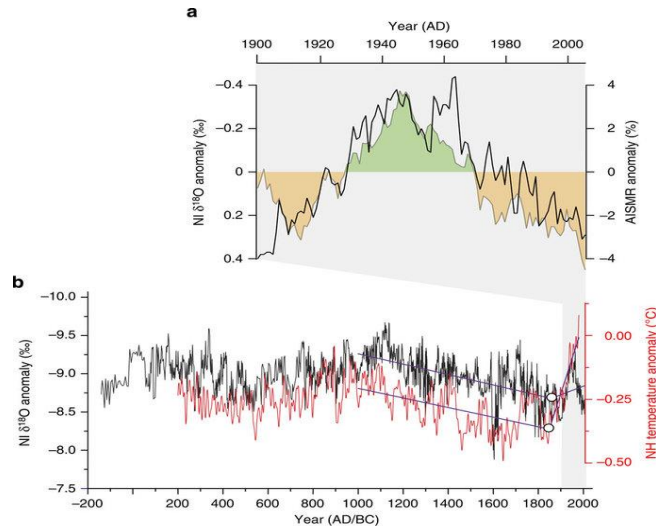 a
Year (AD)
1900 1920 1940 1960 1980 2000
NI δ18O anomaly (‰)
−0.4
−0.2
0
0.2
0.4
4
2
0
−2
−4
AISMR anomaly (%)
b
NI δ18O anomaly (‰)
−10.0
−9.5
−9.0
−8.5
−8.0
−7.5
0.00
−0.25
−0.50
NH temperature anomaly (°C)
−200 0 200 400 600 800 1000 1200 1400 1600 1800 2000
Year (AD/BC)